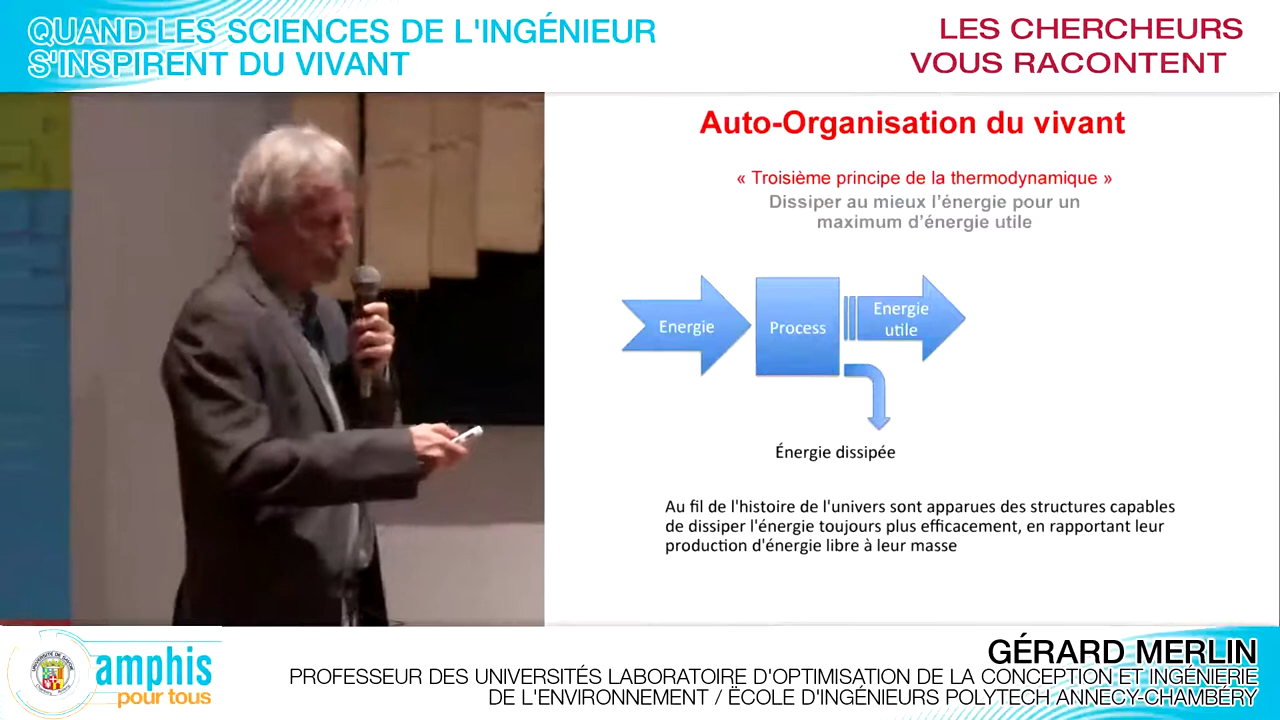 QUAND LES SCIENCES DE L'INGÉNIEUR
S'INSPIRENT DU VIVANT
LES CHERCHEURS
VOUS RACONTENT
Auto-Organisation du vivant
« Troisième principe de la thermodynamique »
Dissiper au mieux l'énergie pour un
maximum d'énergie utile
Energie
Process
Energie
utile
Énergie dissipée
Au fil de l'histoire de l'univers sont apparues des structures capables
de dissiper l'énergie toujours plus efficacement, en rapportant leur
production d'énergie libre à leur masse
amphis
pour tous
GÉRARD MERLIN
PROFESSEUR DES UNIVERSITÉS LABORATOIRE D'OPTIMISATION DE LA CONCEPTION ET INGÉNIERIE
DE L'ENVIRONNEMENT / ÉCOLE D'INGÉNIEURS POLYTECH ANNECY-CHAMBÉRY